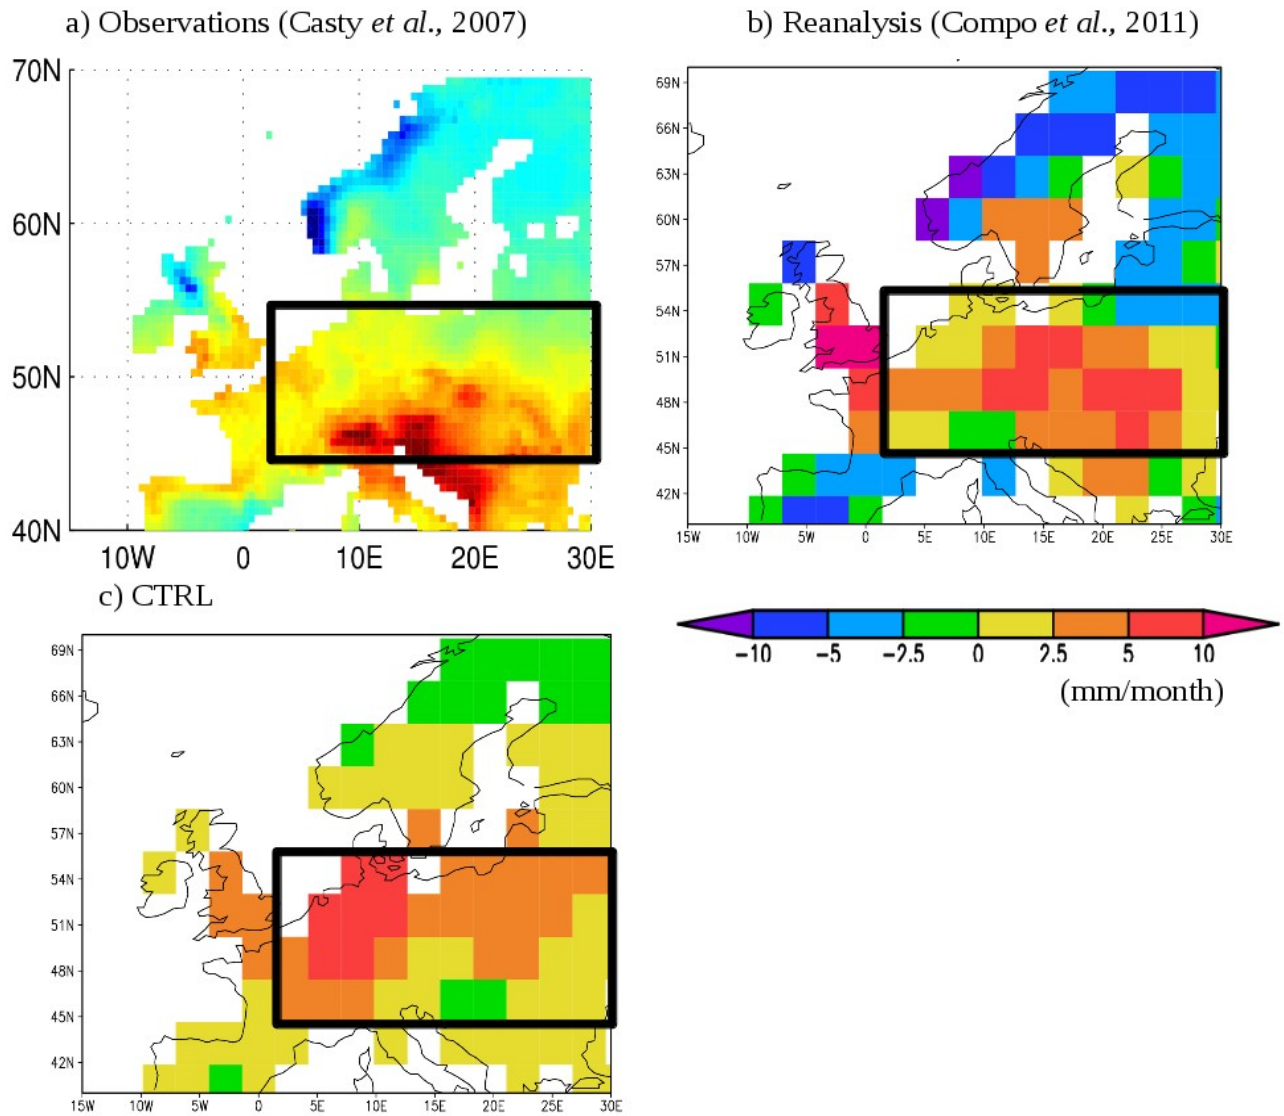 a) Observations (Casty et al., 2007)
b) Reanalysis (Compo et al., 2011)
70N
60N
50N
40N
10W 0 10E 20E 30E
69N
66N
63N
60N
57N
54N
51N
48N
45N
42N
15W 10W 5W 0 5E 10E 15E 20E 25E 30E
c) CTRL
−10 −5 −2.5 0 2.5 5 10
(mm/month)
69N
66N
63N
60N
57N
54N
51N
48N
45N
42N
15W 10W 5W 0 5E 10E 15E 20E 25E 30E